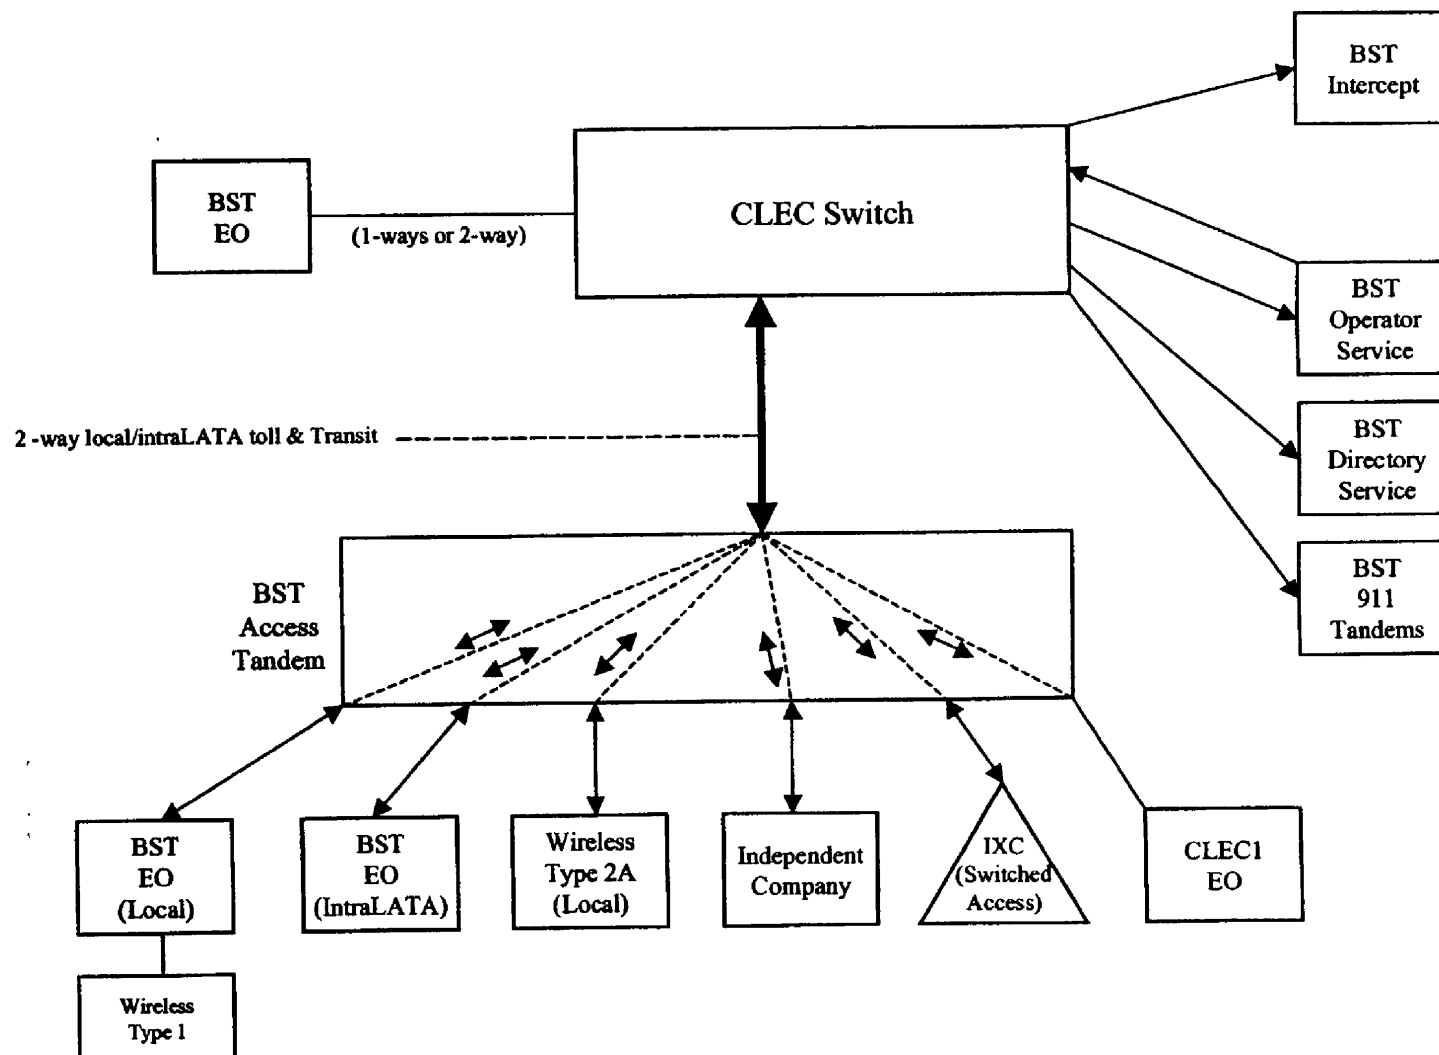 BST
Intercept
BST
EO
(1-ways or 2-way)
CLEC Switch
BST
Operator
Service
2 -way local/intraLATA toll & Transit
BST
Directory
Service
BST
911
Tandems
BST
Access
Tandem
BST
EO
(Local)
BST
EO
(IntraLATA)
Wireless
Type 2A
(Local)
Independent
Company
IXC
(Switched
Access)
CLEC1
EO
Wireless
Type 1